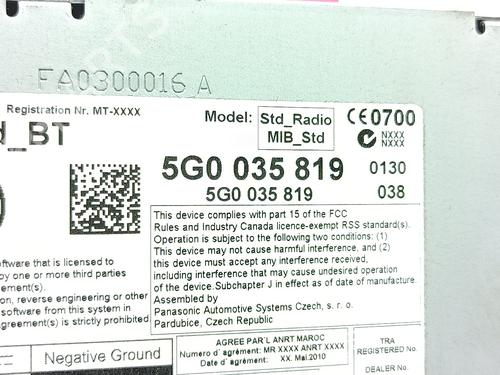 FA0300016 A
Registration Nr. MT-XXXX
_BT
Model: Std_Radio
MIB_Std
CE0700
NXXX
NXXX
5G0 035 819 0130
5G0 035 819 038
This device complies with part 15 of the FCC
Rules and Industry Canada licence-exempt RSS standard(s).
Operation is subject to the following two conditions: (1)
This device may not cause harmful interference, and (2)
this device must accept any interference received,
including interference that may cause undesired operation
of the device.Subchapter J in effect as of date of manufacture.
Assembled by
Panasonic Automotive Systems Czech, s. r. o.
Pardubice, Czech Republic
software that is licensed to
by one or more third parties
reverse engineering or other
software from this system in
agreement(s) is strictly prohibited
Negative Ground
AGREE PAR L`ANRT MAROC
Numero d`agrément: MR XXXX ANRT XXXX
Date d`agrément: XX. Mai.2010
TRA
REGISTERED No.
DEALER No.